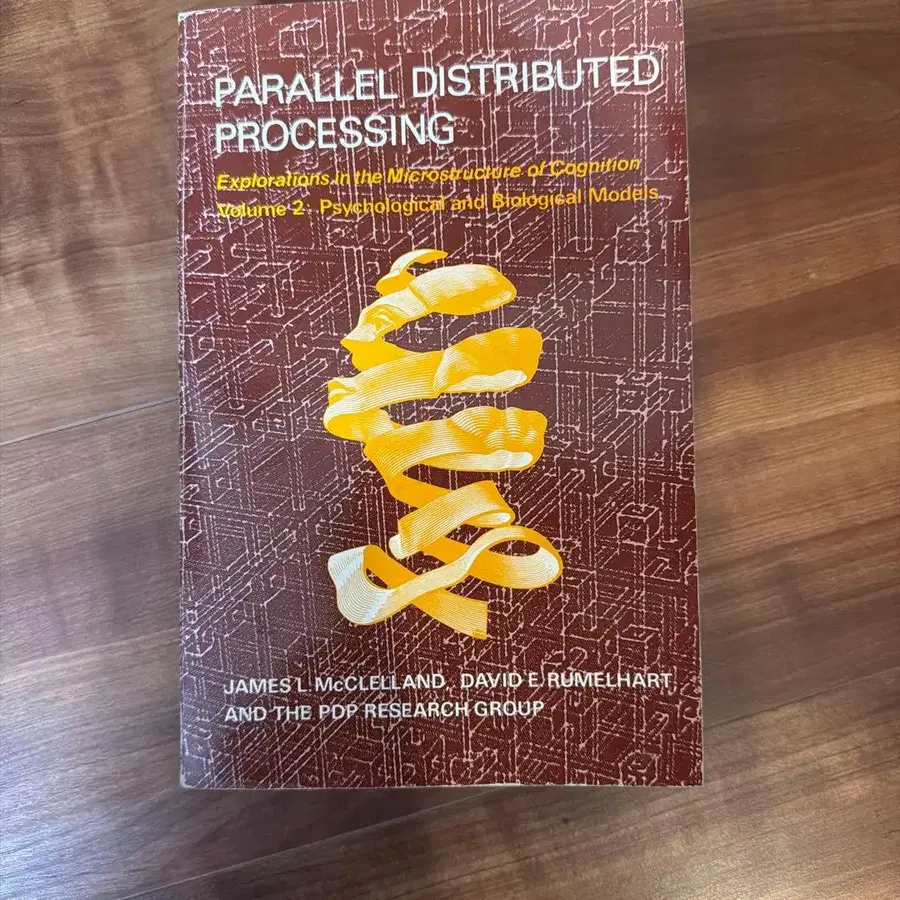 PARALLEL DISTRIBUTED
PROCESSING
Explorations in the Microstructure of Cognition
Volume 2: Psychological and Biological Models
JAMES L. McCLELLAND, DAVID E. RUMELHART,
AND THE PDP RESEARCH GROUP